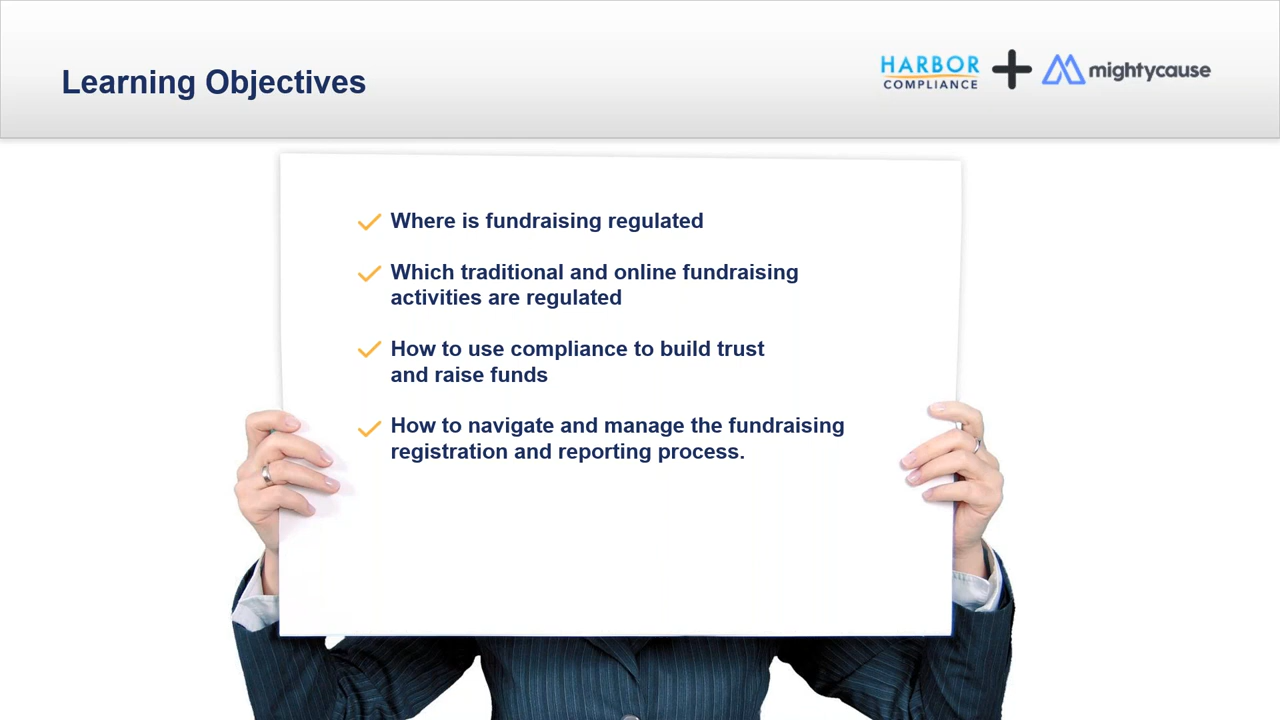 Learning Objectives
HARBOR
COMPLIANCE
mightycause
Where is fundraising regulated
Which traditional and online fundraising
activities are regulated
How to use compliance to build trust
and raise funds
How to navigate and manage the fundraising
registration and reporting process.